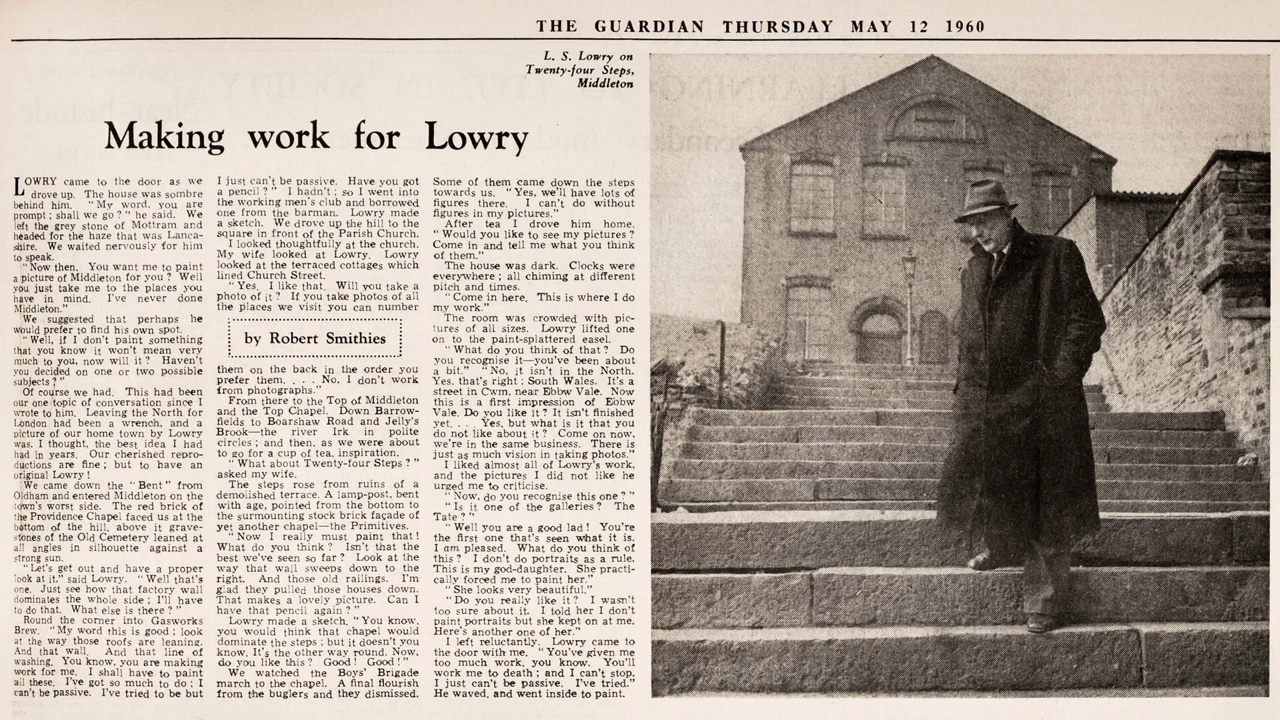 THE GUARDIAN THURSDAY MAY 12 1960
L. S. Lowry on
Twenty-four Steps,
Middleton
Making work for Lowry
LOWRY came to the door as we
drove up. The house was sombre
behind him. "My word, you are
prompt; shall we go?" he said. We
left the grey stone of Mottram and
headed for the haze that was Lanca-
shire. We waited nervously for him
to speak.
"Now then. You want me to paint
a picture of Middleton for you? Well
you just take me to the places you
have in mind. I've never done
Middleton."
We suggested that perhaps he
would prefer to find his own spot.
"Well, if I don't paint something
that you know it won't mean very
much to you, now will it? Haven't
you decided on one or two possible
subjects?"
Of course we had. This had been
our one topic of conversation since I
wrote to him. Leaving the North for
London had been a wrench, and a
picture of our home town by Lowry
was, I thought, the best idea I had
had in years. Our cherished repro-
ductions are fine; but to have an
original Lowry!
We came down the "Bent" from
Oldham and entered Middleton on the
town's worst side. The red brick of
the Providence Chapel faced us at the
bottom of the hill, above it grave-
stones of the Old Cemetery leaned at
all angles in silhouette against a
strong sun.
"Let's get out and have a proper
look at it." said Lowry. "Well that's
one. Just see how that factory wall
dominates the whole side; I'll have
to do that. What else is there?"
Round the corner into Gasworks
Brew. "My word this is good; look
at the way those roofs are leaning.
And that wall. And that line of
washing. You know, you are making
work for me. I shall have to paint
all these. I've got so much to do; I
can't be passive. I've tried to be but
I just can't be passive. Have you got
a pencil?" I hadn't; so I went into
the working men's club and borrowed
one from the barman. Lowry made
a sketch. We drove up the hill to the
square in front of the Parish Church.
I looked thoughtfully at the church.
My wife looked at Lowry. Lowry
looked at the terraced cottages which
lined Church Street.
"Yes. I like that. Will you take a
photo of it? If you take photos of all
the places we visit you can number
by Robert Smithies
them on the back in the order you
prefer them. . . . No, I don't work
from photographs."
From there to the Top of Middleton
and the Top Chapel. Down Barrow-
fields to Boarshaw Road and Jelly's
Brook—the river Irk in polite
circles; and then, as we were about
to go for a cup of tea, inspiration.
"What about Twenty-four Steps?"
asked my wife.
The steps rose from ruins of a
demolished terrace. A lamp-post, bent
with age, pointed from the bottom to
the surmounting stock brick façade of
yet another chapel—the Primitives.
"Now I really must paint that!
What do you think? Isn't that the
best we've seen so far? Look at the
way that wall sweeps down to the
right. And those old railings. I'm
glad they pulled those houses down.
That makes a lovely picture. Can I
have that pencil again?"
Lowry made a sketch. "You know,
you would think that chapel would
dominate the steps; but it doesn't you
know. It's the other way round. Now,
do you like this? Good! Good!"
We watched the Boys' Brigade
march to the chapel. A final flourish
from the buglers and they dismissed.
Some of them came down the steps
towards us. "Yes, we'll have lots of
figures there. I can't do without
figures in my pictures."
After tea I drove him home.
"Would you like to see my pictures?
Come in and tell me what you think
of them."
The house was dark. Clocks were
everywhere; all chiming at different
pitch and times.
"Come in here. This is where I do
my work."
The room was crowded with pic-
tures of all sizes. Lowry lifted one
on to the paint-splattered easel.
"What do you think of that? Do
you recognise it—you've been about
a bit." "No, it isn't in the North.
Yes, that's right; South Wales. It's a
street in Cwm, near Ebbw Vale. Now
this is a first impression of Ebbw
Vale. Do you like it? It isn't finished
yet. . . . Yes, but what is it that you
do not like about it? Come on now,
we're in the same business. There is
just as much vision in taking photos."
I liked almost all of Lowry's work,
and the pictures I did not like he
urged me to criticise.
"Now, do you recognise this one?"
"Is it one of the galleries? The
Tate?"
"Well you are a good lad! You're
the first one that's seen what it is.
I am pleased. What do you think of
this? I don't do portraits as a rule.
This is my god-daughter. She practi-
cally forced me to paint her."
"She looks very beautiful."
"Do you really like it? I wasn't
too sure about it. I told her I don't
paint portraits but she kept on at me.
Here's another one of her."
I left reluctantly. Lowry came to
the door with me. "You've given me
too much work, you know. You'll
work me to death; and I can't stop,
I just can't be passive. I've tried."
He waved, and went inside to paint.